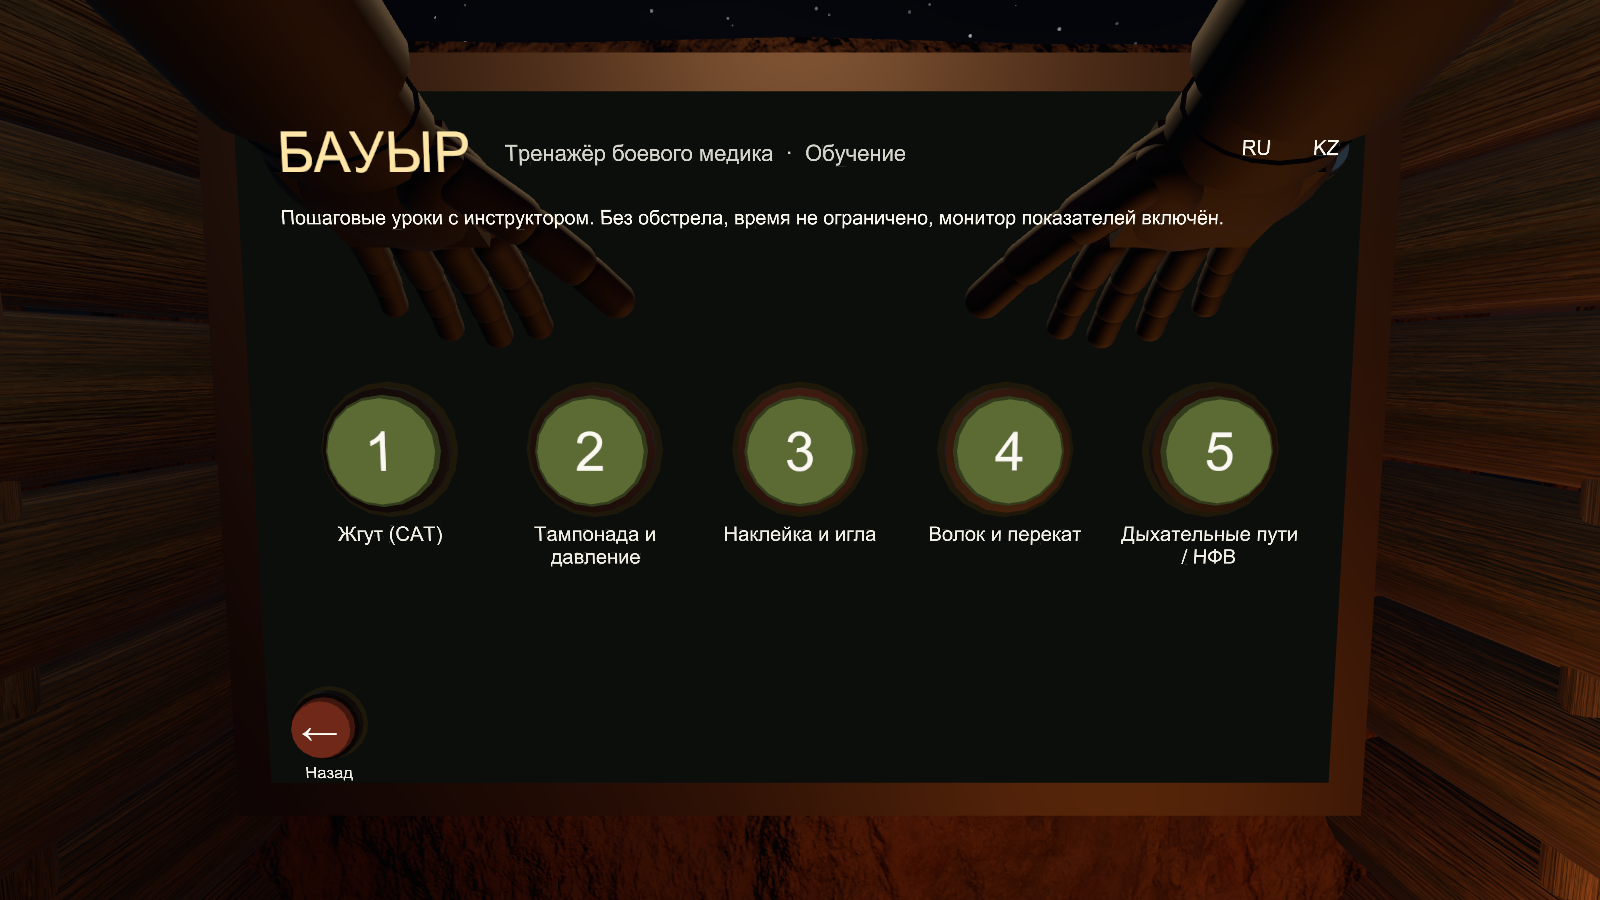 БАУЫР
Тренажёр боевого медика · Обучение
RU
KZ
Пошаговые уроки с инструктором. Без обстрела, время не ограничено, монитор показателей включён.
1
2
3
4
5
Жгут (CAT)
Тампонада и
давление
Наклейка и игла
Волок и перекат
Дыхательные пути
/ НФВ
←
Назад